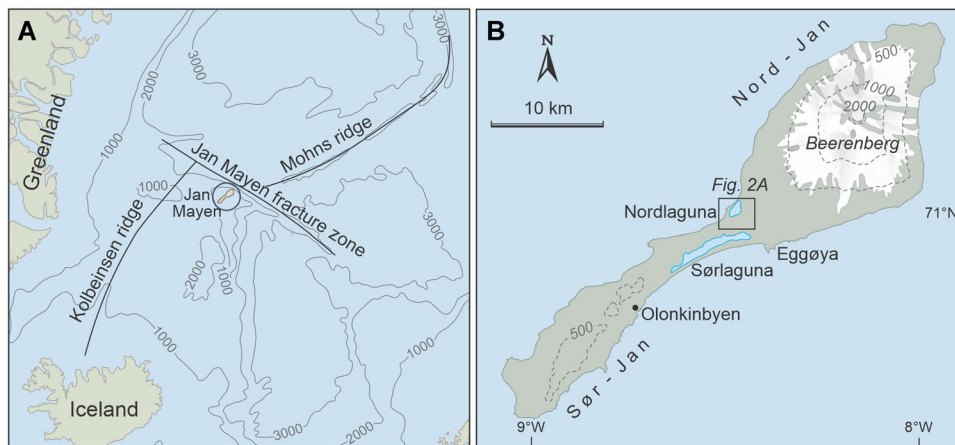 A
3000
2000
3000
1000
Greenland
Mohns ridge
Jan Mayen fracture zone
1000
Jan
Mayen
Kolbeinsen ridge
2000
1000
3000
1000
1000
Iceland
3000
2000
1000
B
N
10 km
Nord-Jan
500
1000
2000
Beerenberg
Fig. 2A
Nordlaguna
71°N
Eggøya
Sørlaguna
Olonkinbyen
500
Sør-Jan
9°W
8°W